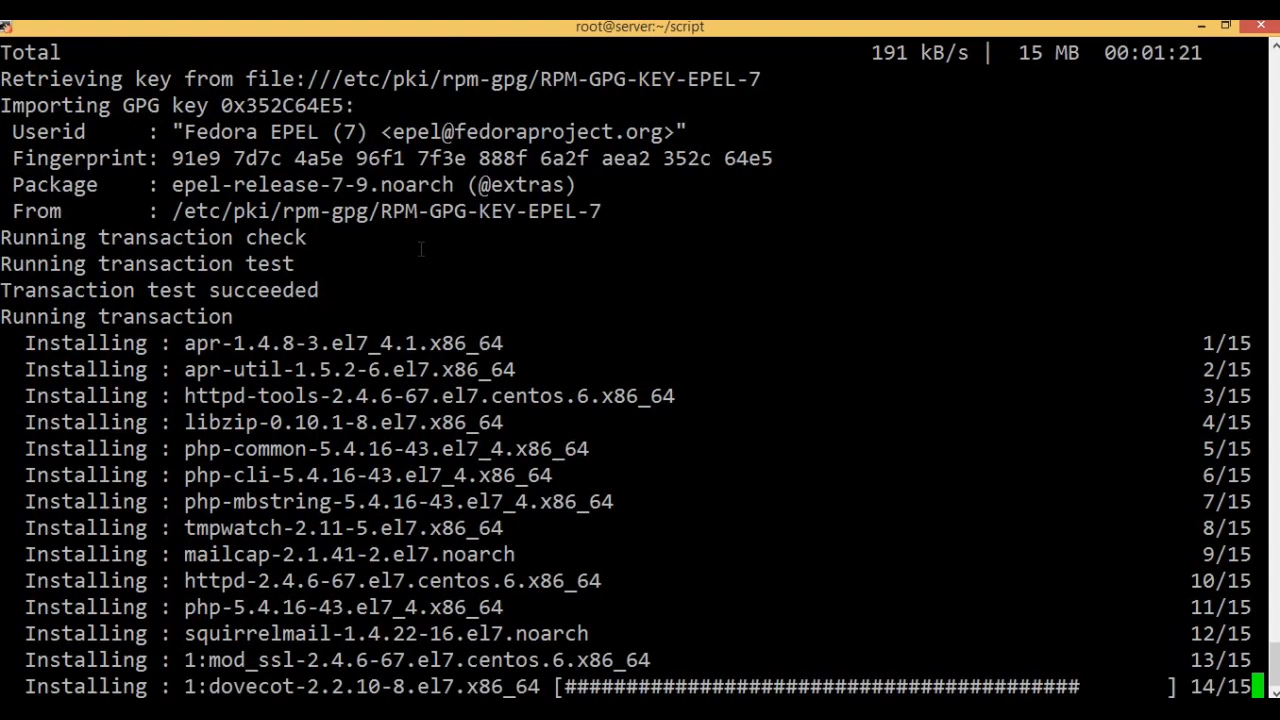 root@server:~/script
Total 191 kB/s | 15 MB 00:01:21
Retrieving key from file:///etc/pki/rpm-gpg/RPM-GPG-KEY-EPEL-7
Importing GPG key 0x352C64E5:
Userid : "Fedora EPEL (7) <epel@fedoraproject.org>"
Fingerprint: 91e9 7d7c 4a5e 96f1 7f3e 888f 6a2f aea2 352c 64e5
Package : epel-release-7-9.noarch (@extras)
From : /etc/pki/rpm-gpg/RPM-GPG-KEY-EPEL-7
Running transaction check
Running transaction test
Transaction test succeeded
Running transaction
Installing : apr-1.4.8-3.el7_4.1.x86_64 1/15
Installing : apr-util-1.5.2-6.el7.x86_64 2/15
Installing : httpd-tools-2.4.6-67.el7.centos.6.x86_64 3/15
Installing : libzip-0.10.1-8.el7.x86_64 4/15
Installing : php-common-5.4.16-43.el7_4.x86_64 5/15
Installing : php-cli-5.4.16-43.el7_4.x86_64 6/15
Installing : php-mbstring-5.4.16-43.el7_4.x86_64 7/15
Installing : tmpwatch-2.11-5.el7.x86_64 8/15
Installing : mailcap-2.1.41-2.el7.noarch 9/15
Installing : httpd-2.4.6-67.el7.centos.6.x86_64 10/15
Installing : php-5.4.16-43.el7_4.x86_64 11/15
Installing : squirrelmail-1.4.22-16.el7.noarch 12/15
Installing : 1:mod_ssl-2.4.6-67.el7.centos.6.x86_64 13/15
Installing : 1:dovecot-2.2.10-8.el7.x86_64 [########################################## ] 14/15